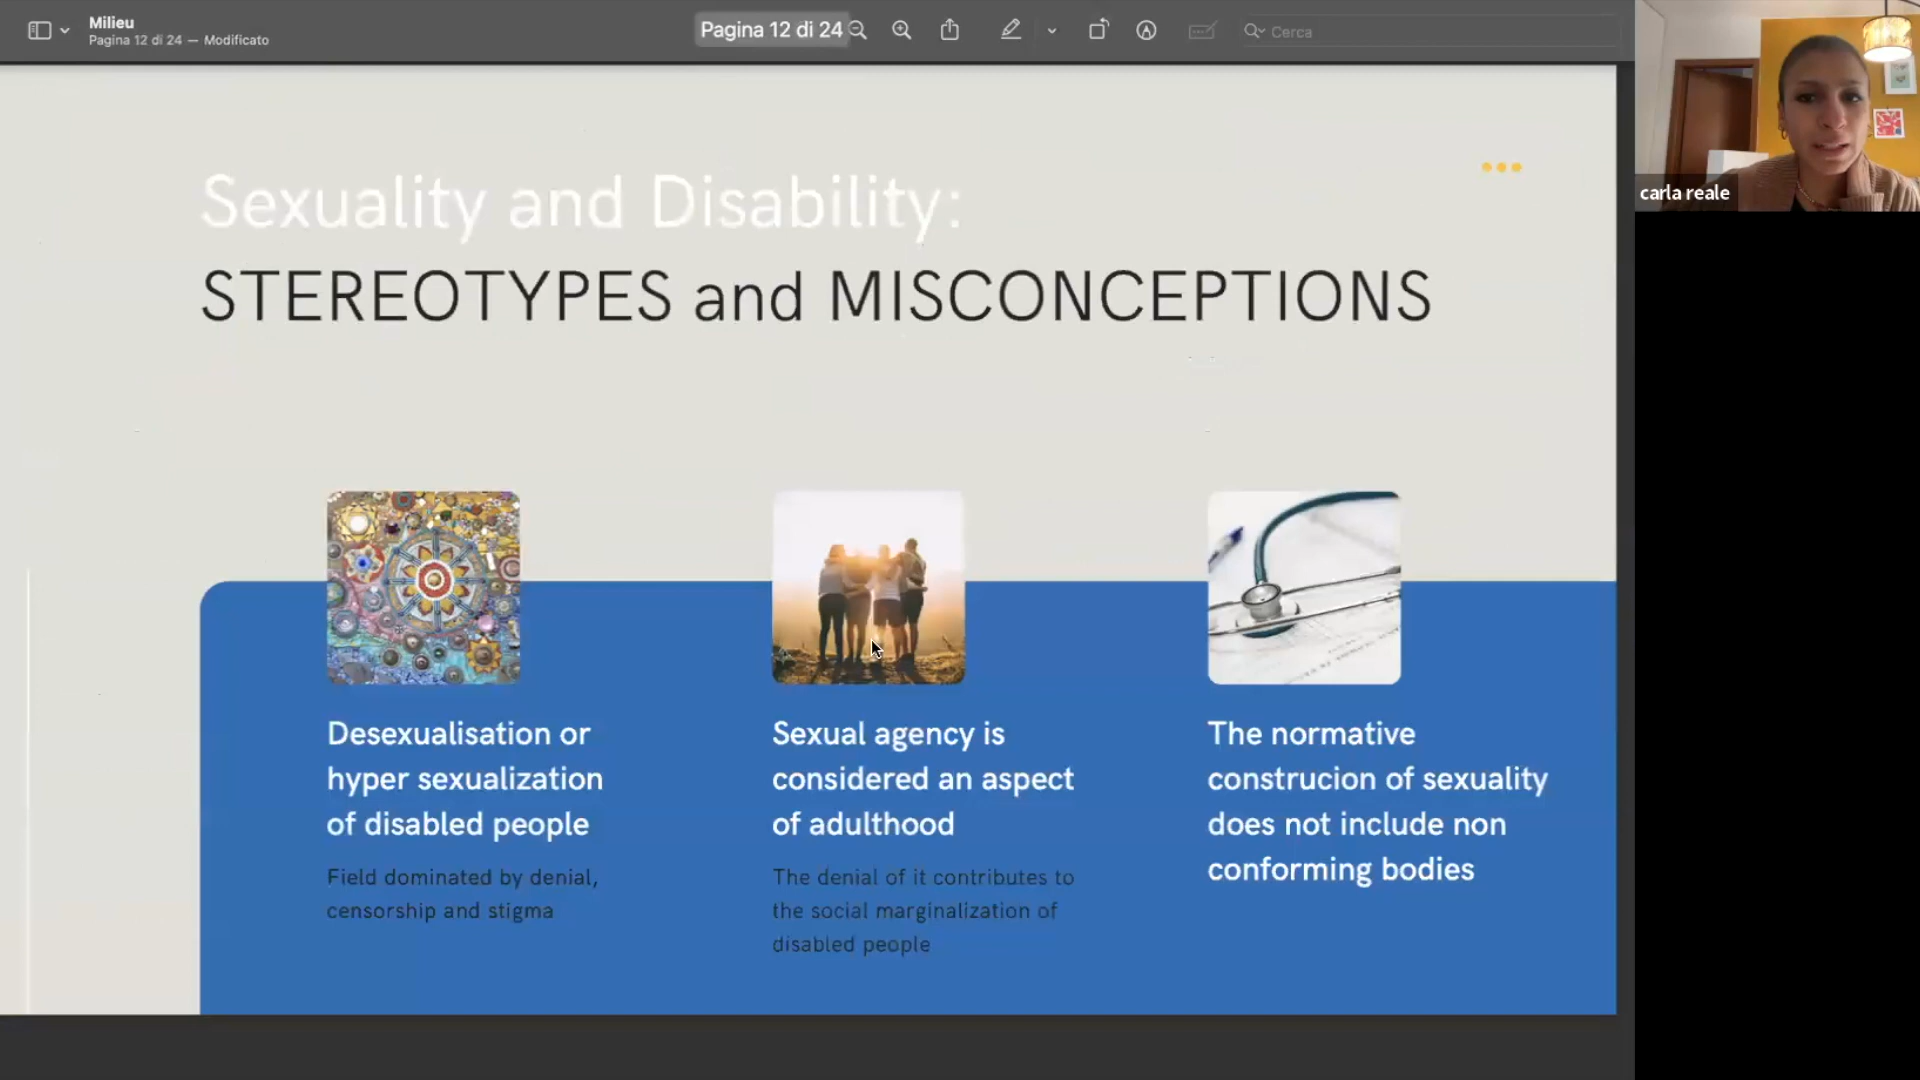 Milieu
Pagina 12 di 24 — Modificato
Pagina 12 di 24
Cerca
carla reale
Sexuality and Disability:
STEREOTYPES and MISCONCEPTIONS
Desexualisation or
hyper sexualization
of disabled people
Field dominated by denial,
censorship and stigma
Sexual agency is
considered an aspect
of adulthood
The denial of it contributes to
the social marginalization of
disabled people
The normative
construcion of sexuality
does not include non
conforming bodies